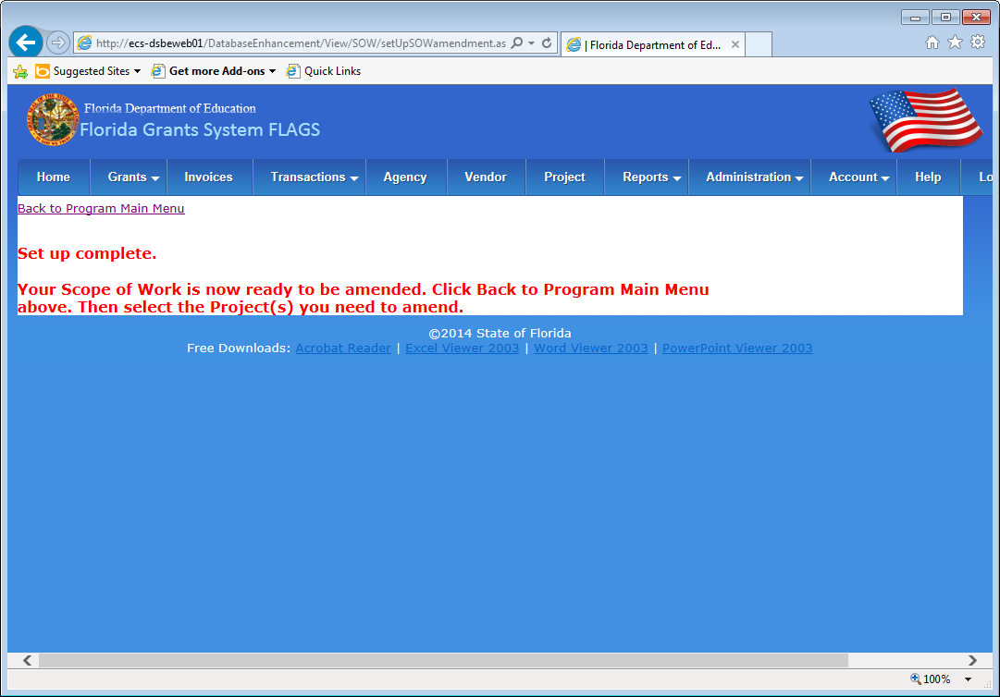 http://ecs-dsbeweb01/DatabaseEnhancement/View/SOW/setUpSOWamendment.as
| Florida Department of Ed...
Suggested Sites
Get more Add-ons
Quick Links
Florida Department of Education
Florida Grants System FLAGS
Home Grants Invoices Transactions Agency Vendor Project Reports Administration Account Help Lo
Back to Program Main Menu
Set up complete.
Your Scope of Work is now ready to be amended. Click Back to Program Main Menu
above. Then select the Project(s) you need to amend.
©2014 State of Florida
Free Downloads: Acrobat Reader | Excel Viewer 2003 | Word Viewer 2003 | PowerPoint Viewer 2003
100%